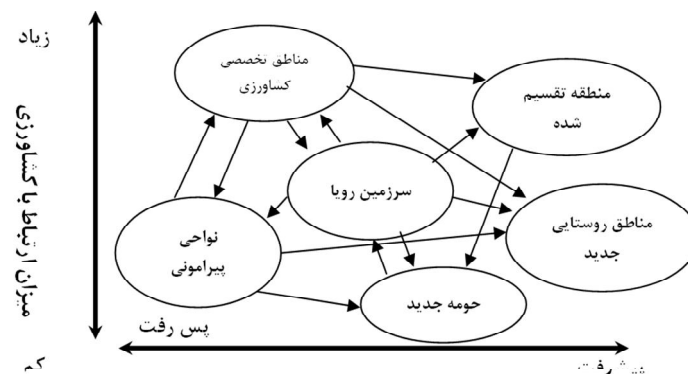 زیاد
مناطق تخصصی
کساورزی
منطقه تقسیم
شده
سرزمین رویا
میزان ارتباط با کشاورزی
مناطق روستایی
جدید
نواحی
پیرامونی
حومه جدید
پس رفت